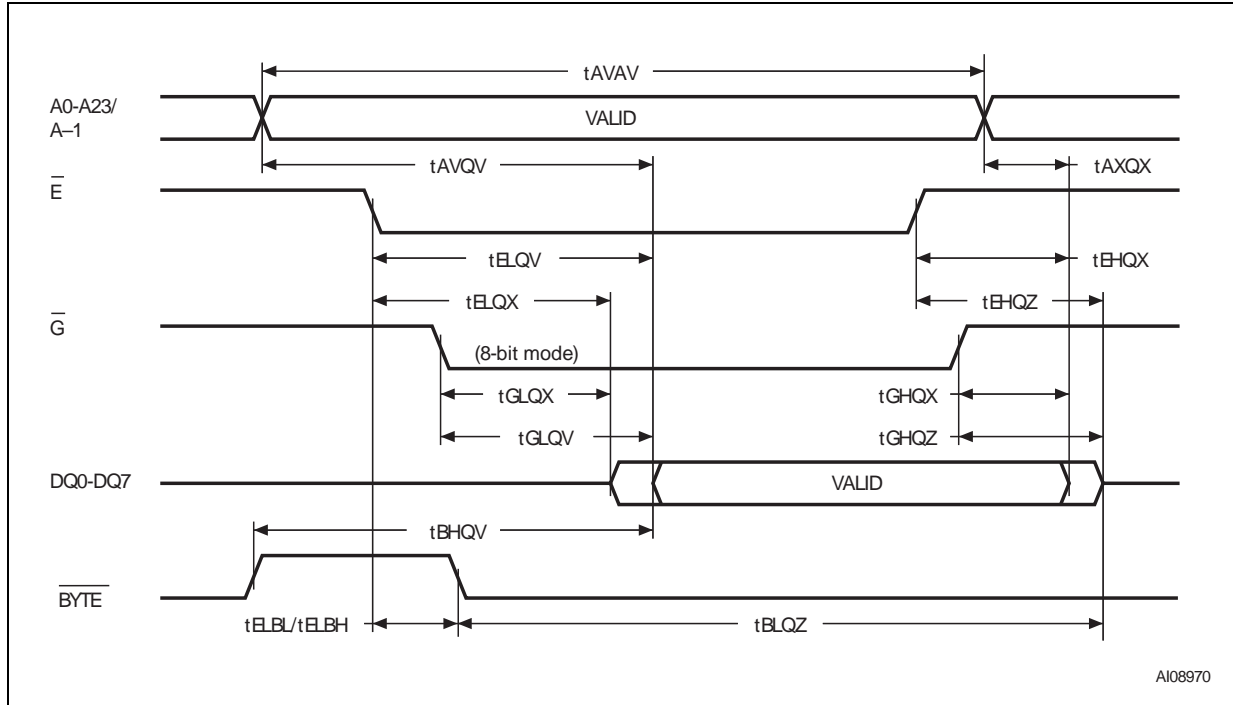 tAVAV
A0-A23/
A–1
VALID
tAVQV
tAXQX
E
tELQV
tEHQX
tELQX
tEHQZ
G
(8-bit mode)
tGLQX
tGHQX
tGLQV
tGHQZ
DQ0-DQ7
VALID
tBHQV
BYTE
tELBL/tELBH
tBLQZ
AI08970